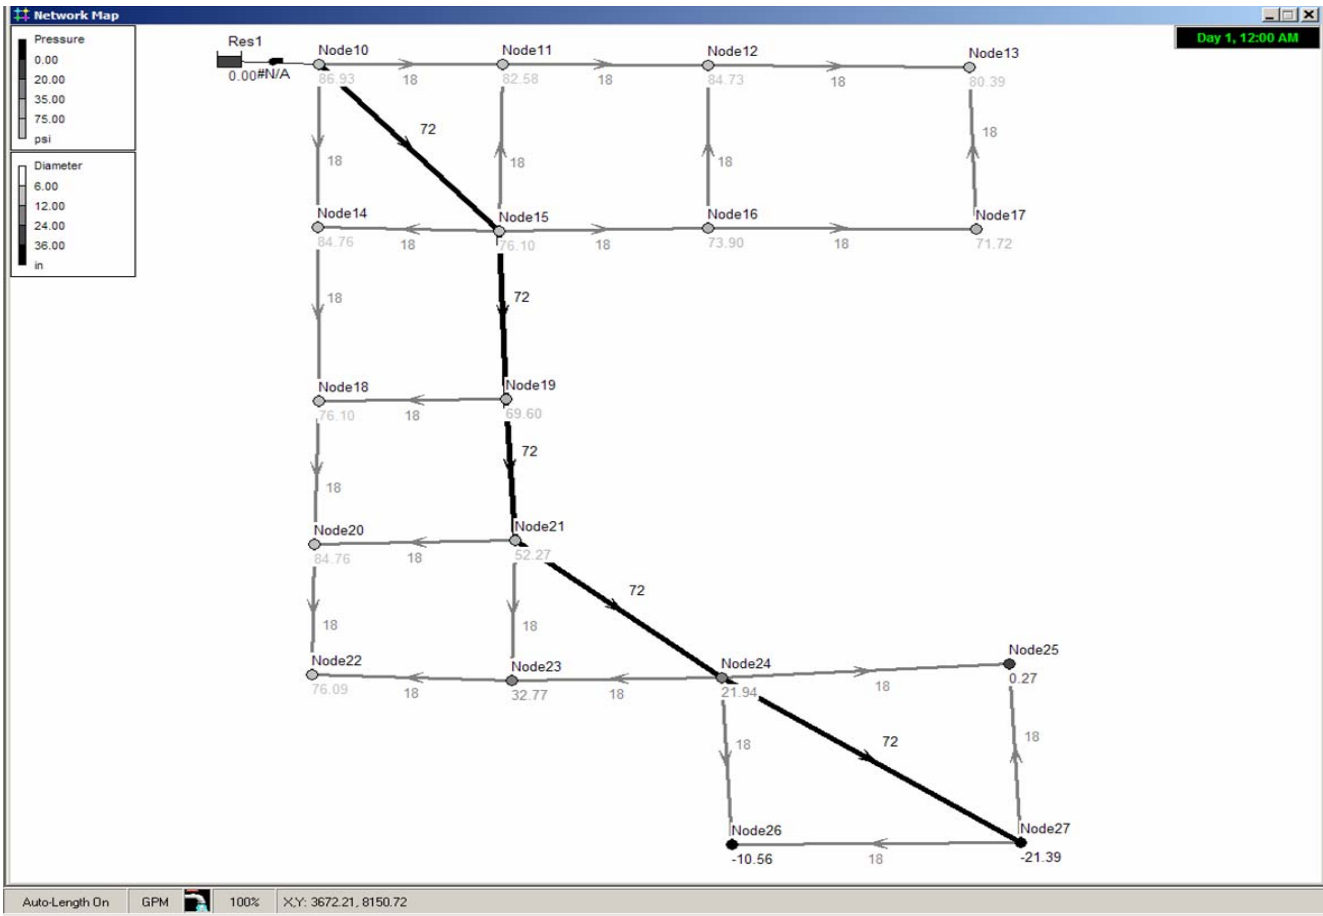 Network Map
Pressure
0.00
20.00
35.00
75.00
psi
Diameter
6.00
12.00
24.00
36.00
in
Day 1, 12:00 AM
Res1
0.00
#N/A
Node10
86.93
18
Node11
82.58
18
Node12
84.73
18
Node13
80.39
18
72
18
18
18
Node14
84.76
18
Node15
76.10
18
Node16
73.90
18
Node17
71.72
18
72
Node18
76.10
18
Node19
69.60
18
72
Node20
84.76
18
Node21
52.27
18
18
72
Node22
76.09
18
Node23
32.77
18
Node24
21.94
18
Node25
0.27
18
72
18
Node26
-10.56
18
Node27
-21.39
Auto-Length On
GPM
100%
X,Y: 3672.21, 8150.72